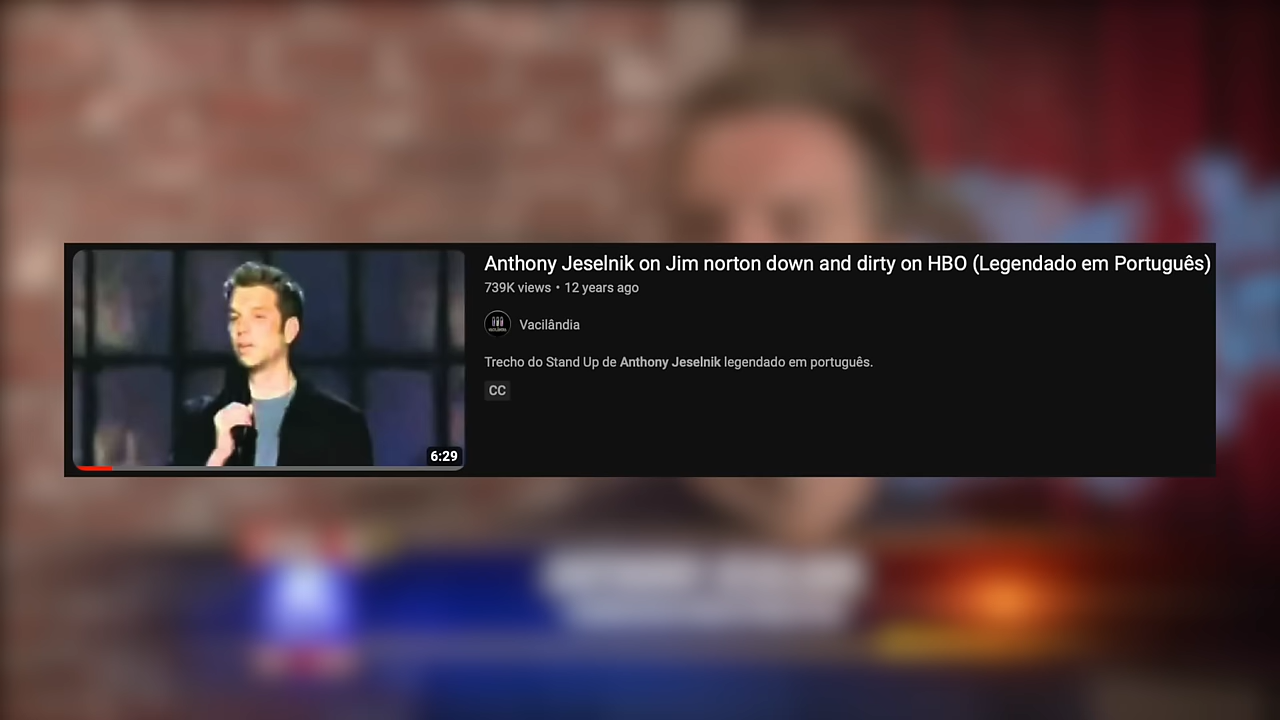 Anthony Jeselnik on Jim norton down and dirty on HBO (Legendado em Português)
739K views • 12 years ago
Vacilândia
Trecho do Stand Up de Anthony Jeselnik legendado em português.
CC
6:29